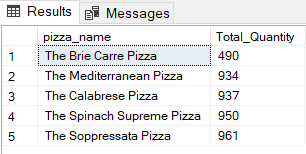 Results Messages
pizza_name Total_Quantity
1 The Brie Carre Pizza 490
2 The Mediterranean Pizza 934
3 The Calabrese Pizza 937
4 The Spinach Supreme Pizza 950
5 The Soppressata Pizza 961